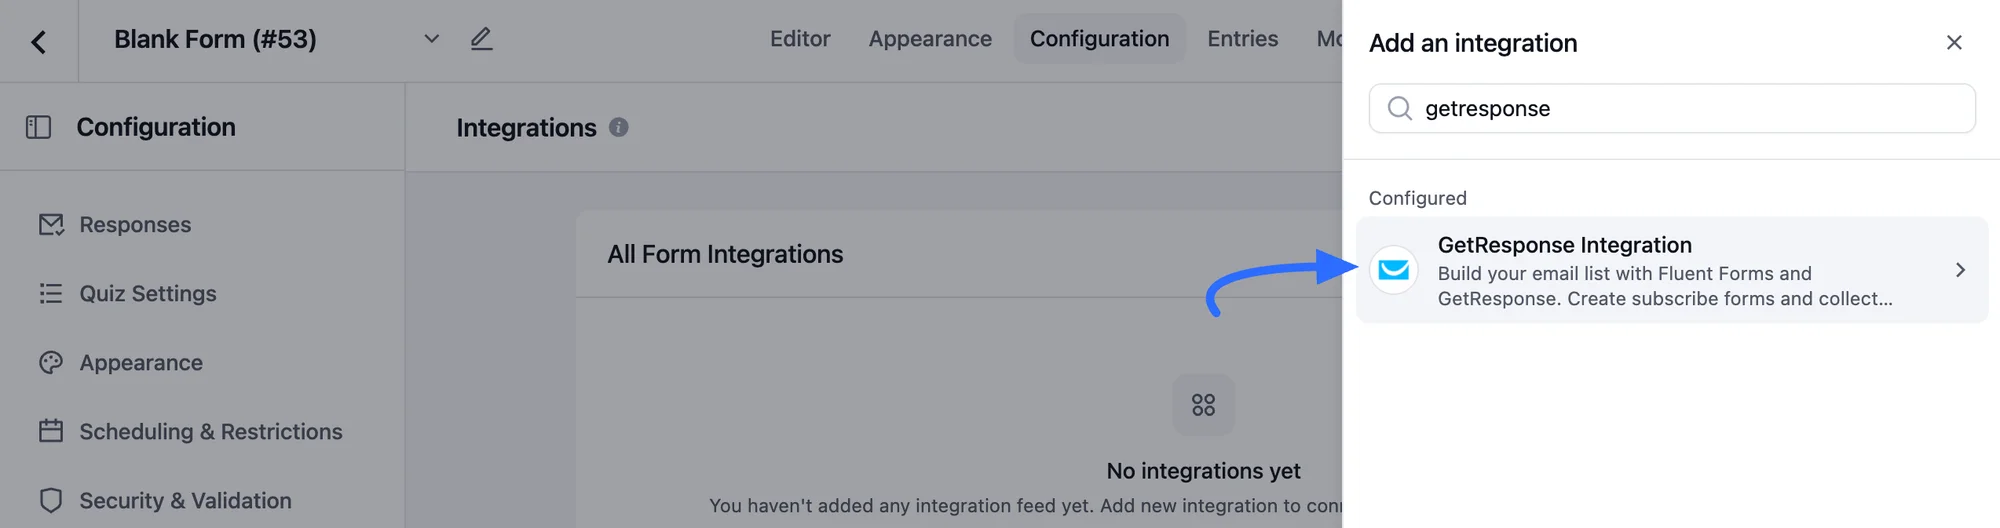 Blank Form (#53)
Editor
Appearance
Configuration
Entries
Add an integration
getresponse
Configuration
Integrations
Configured
Responses
GetResponse Integration
Build your email list with Fluent Forms and
GetResponse. Create subscribe forms and collect...
All Form Integrations
Quiz Settings
Appearance
Scheduling & Restrictions
Security & Validation
No integrations yet
You haven't added any integration feed yet. Add new integration to